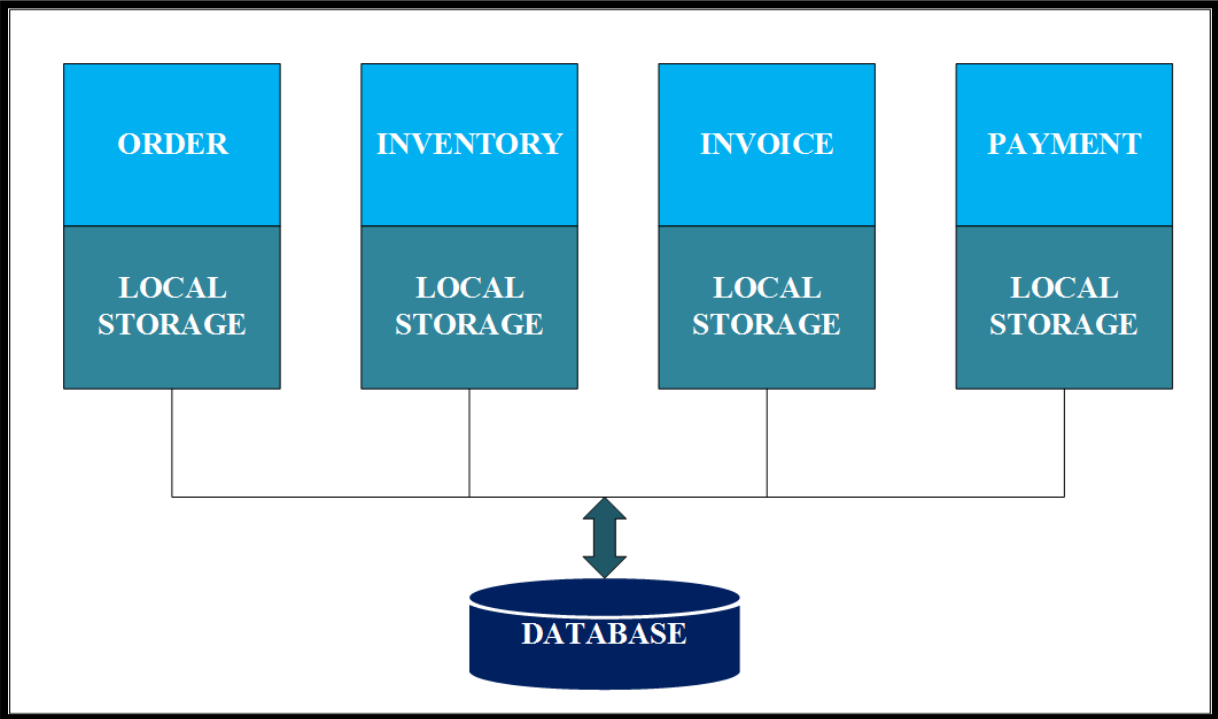 ORDER
INVENTORY
INVOICE
PAYMENT
LOCAL
STORAGE
LOCAL
STORAGE
LOCAL
STORAGE
LOCAL
STORAGE
DATABASE